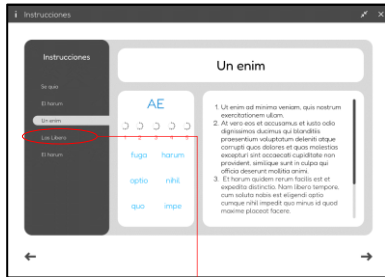 i Instrucciones
Instrucciones
Se quia
El harum
Un enim
Las Libero
El harum
AE
fuga harum
optio nihil
quo impe
Un enim
1. Ut enim ad minima veniam, quis nostrum
exercitationem ullam.
2. At vero eos et accusamus et iusto odio
dignissimos ducimus qui blanditiis
praesentium voluptatum deleniti atque
corrupti quos dolores et quas molestias
excepturi sint occaecati cupiditate non
provident, similique sunt in culpa qui
officia deserunt mollitia animi.
3. Et harum quidem rerum facilis est et
expedita distinctio. Nam libero tempore,
cum soluta nobis est eligendi optio
cumque nihil impedit quo minus id quod
maxime placeat facere.